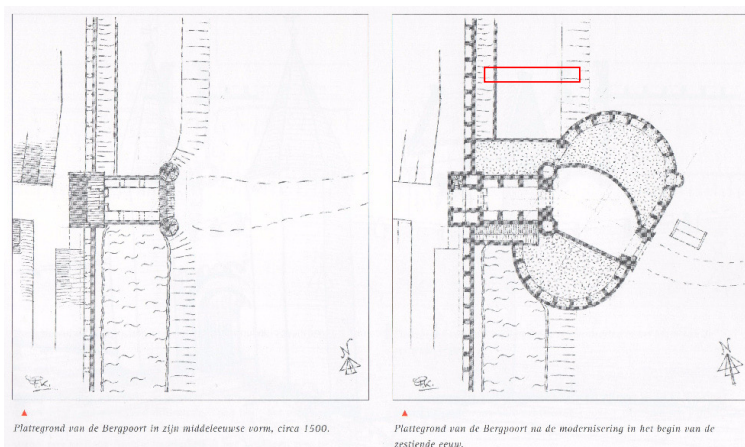 Plattegrond van de Bergpoort in zijn middeleeuwse vorm, circa 1500.
Plattegrond van de Bergpoort na de modernisering in het begin van de
zestiende eeuw.